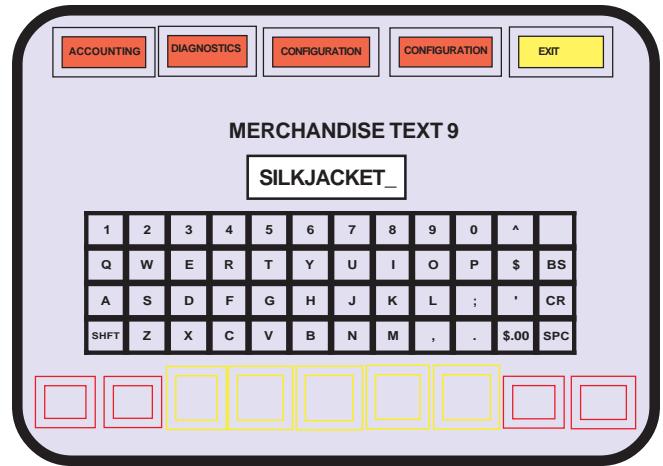 ACCOUNTING DIAGNOSTICS CONFIGURATION CONFIGURATION EXIT
MERCHANDISE TEXT 9
SILKJACKET_
1 2 3 4 5 6 7 8 9 0 ^
Q W E R T Y U I O P $ BS
A S D F G H J K L ; ' CR
SHFT Z X C V B N M , . $.00 SPC